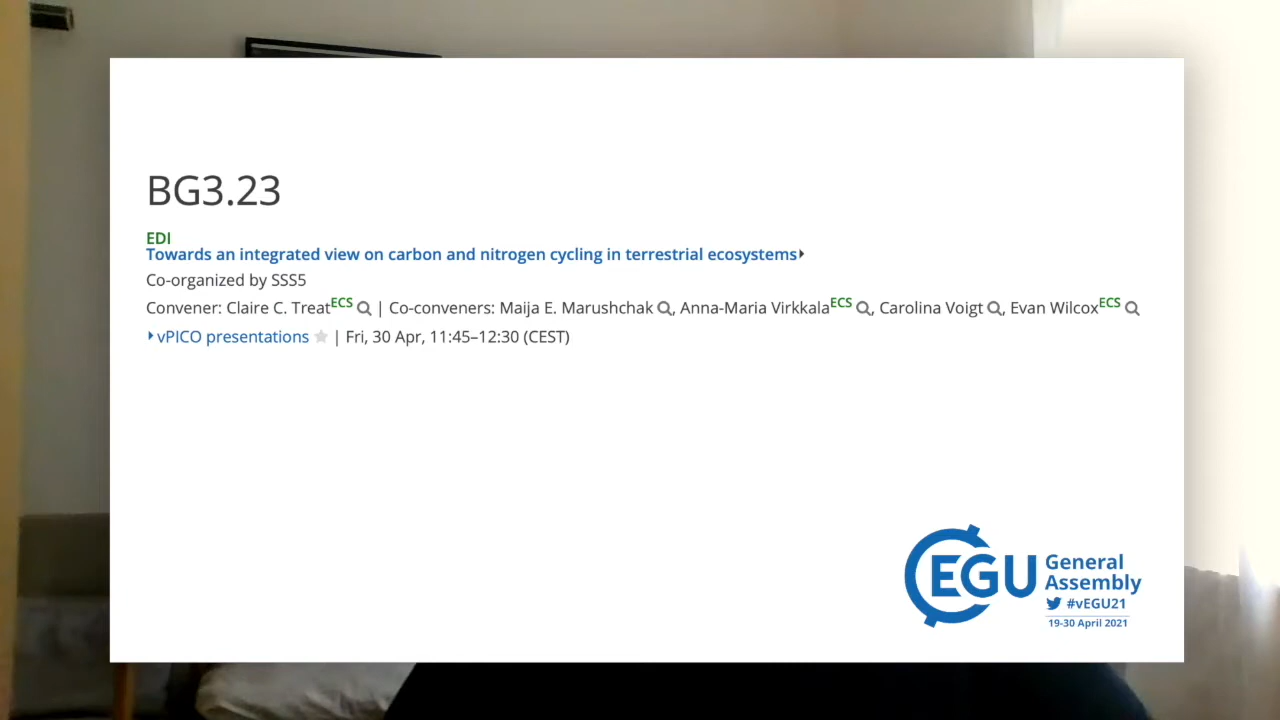 BG3.23
EDI
Towards an integrated view on carbon and nitrogen cycling in terrestrial ecosystems
Co-organized by SSS5
Convener: Claire C. TreatECS | Co-conveners: Maija E. Marushchak, Anna-Maria VirkkalaECS, Carolina Voigt, Evan WilcoxECS
vPICO presentations | Fri, 30 Apr, 11:45–12:30 (CEST)
EGU General Assembly
#vEGU21
19-30 April 2021